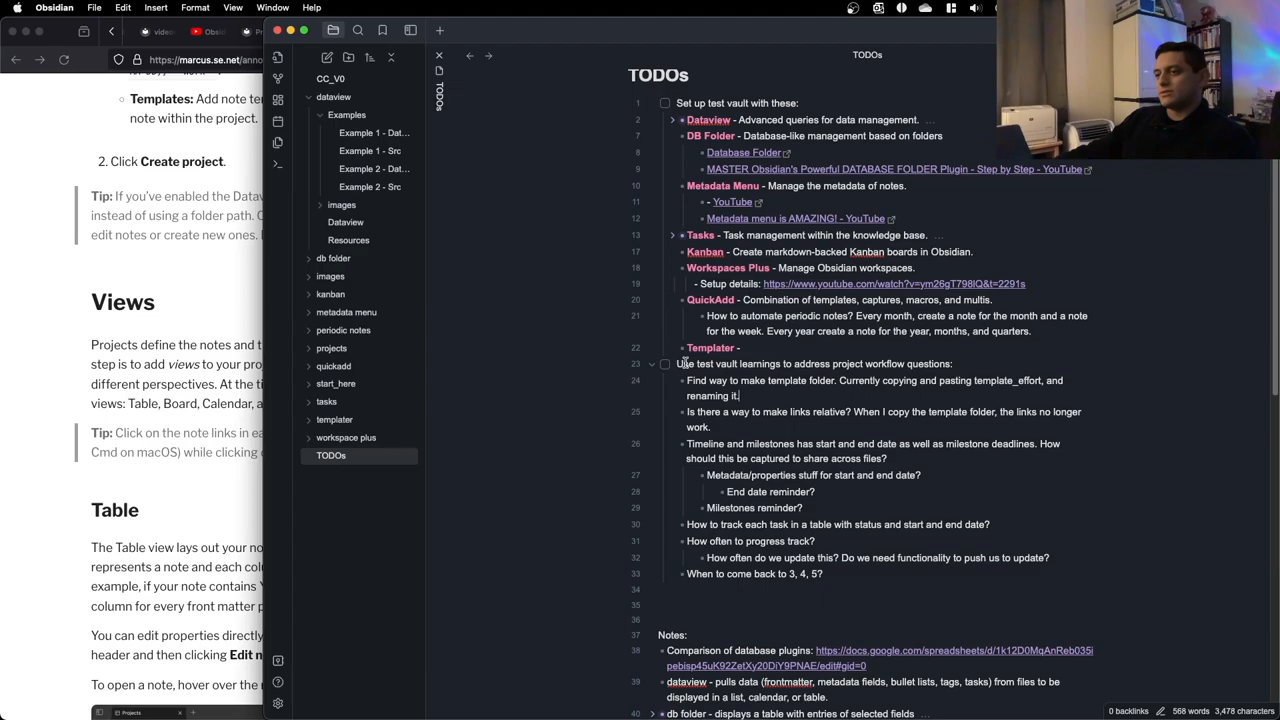 Obsidian File Edit Insert Format View Window Help
video
Obsid
Pr
https://marcus.se.net/anno
Templates: Add note ter
note within the project.
2. Click Create project.
Tip: If you've enabled the Datav
instead of using a folder path. C
edit notes or create new ones. I
Views
Projects define the notes and t
step is to add views to your proj
different perspectives. At the ti
views: Table, Board, Calendar, a
Tip: Click on the note links in ea
Cmd on macOS) while clicking o
Table
The Table view lays out your no
represents a note and each colu
example, if your note contains Y
column for every front matter p
You can edit properties directly
header and then clicking Edit n
To open a note, hover over the r
Projects
CC_V0
dataview
Examples
Example 1 - Dat...
Example 1 - Src
Example 2 - Dat...
Example 2 - Src
images
Dataview
Resources
db folder
images
kanban
metadata menu
periodic notes
projects
quickadd
start_here
tasks
templater
workspace plus
TODOs
TODOs
TODOs
TODOs
1 Set up test vault with these:
2 Dataview - Advanced queries for data management. ...
7 DB Folder - Database-like management based on folders
8 Database Folder
9 MASTER Obsidian's Powerful DATABASE FOLDER Plugin - Step by Step - YouTube
10 Metadata Menu - Manage the metadata of notes.
11 - YouTube
12 Metadata menu is AMAZING! - YouTube
13 Tasks - Task management within the knowledge base. ...
17 Kanban - Create markdown-backed Kanban boards in Obsidian.
18 Workspaces Plus - Manage Obsidian workspaces.
19 - Setup details: https://www.youtube.com/watch?v=ym26gT798IQ&t=2291s
20 QuickAdd - Combination of templates, captures, macros, and multis.
21 How to automate periodic notes? Every month, create a note for the month and a note
for the week. Every year create a note for the year, months, and quarters.
22 Templater -
23 Use test vault learnings to address project workflow questions:
24 Find way to make template folder. Currently copying and pasting template_effort, and
renaming it.
25 Is there a way to make links relative? When I copy the template folder, the links no longer
work.
26 Timeline and milestones has start and end date as well as milestone deadlines. How
should this be captured to share across files?
27 Metadata/properties stuff for start and end date?
28 End date reminder?
29 Milestones reminder?
30 How to track each task in a table with status and start and end date?
31 How often to progress track?
32 How often do we update this? Do we need functionality to push us to update?
33 When to come back to 3, 4, 5?
34
35
36
37 Notes:
38 Comparison of database plugins: https://docs.google.com/spreadsheets/d/1k12D0MqAnReb035i
pebisp45uK92ZetXy20DiY9PNAE/edit#gid=0
39 dataview - pulls data (frontmatter, metadata fields, bullet lists, tags, tasks) from files to be
displayed in a list, calendar, or table.
40 db folder - displays a table with entries of selected fields ...
0 backlinks 568 words 3,478 characters